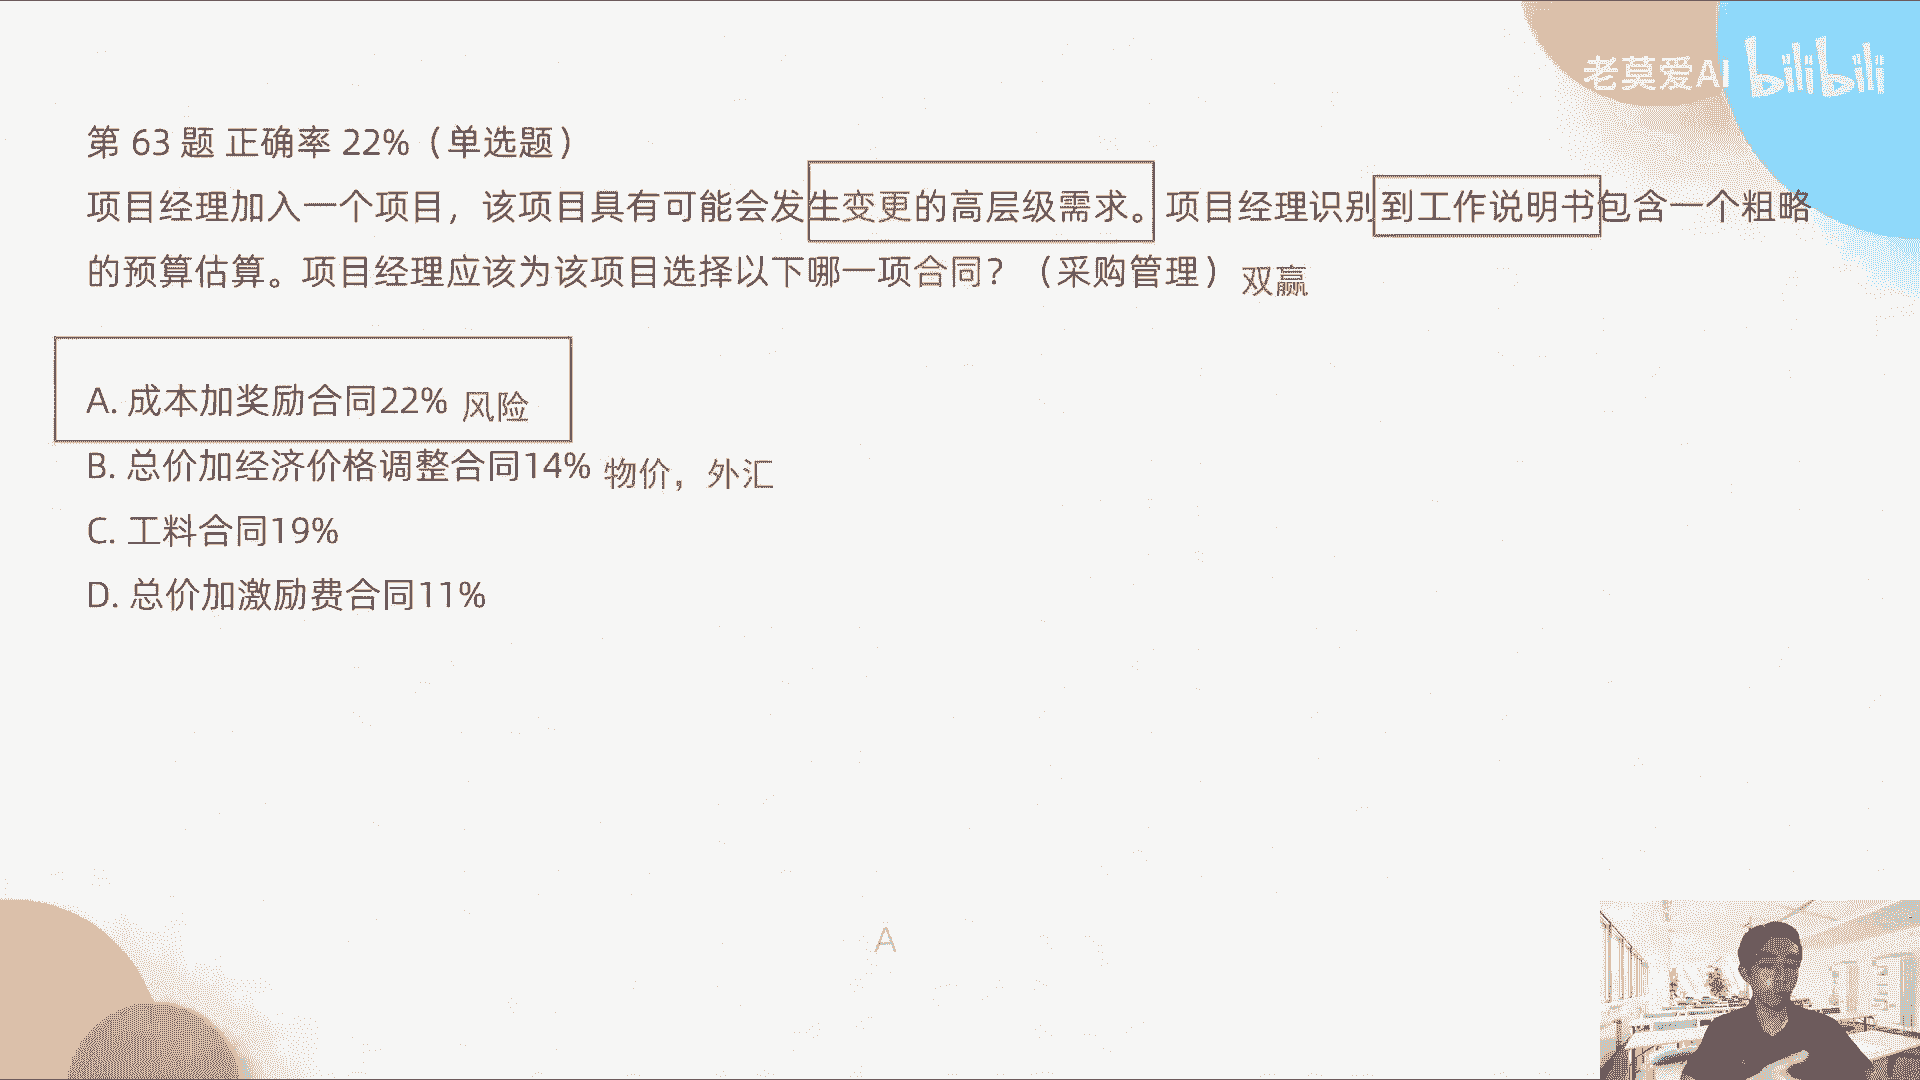 老莫爱AI bilibili
第 63 题 正确率 22%（单选题）
项目经理加入一个项目，该项目具有可能会发生变更的高层级需求。项目经理识别到工作说明书包含一个粗略
的预算估算。项目经理应该为该项目选择以下哪一项合同？（采购管理）双赢
A. 成本加奖励合同22% 风险
B. 总价加经济价格调整合同14% 物价，外汇
C. 工料合同19%
D. 总价加激励费合同11%
A